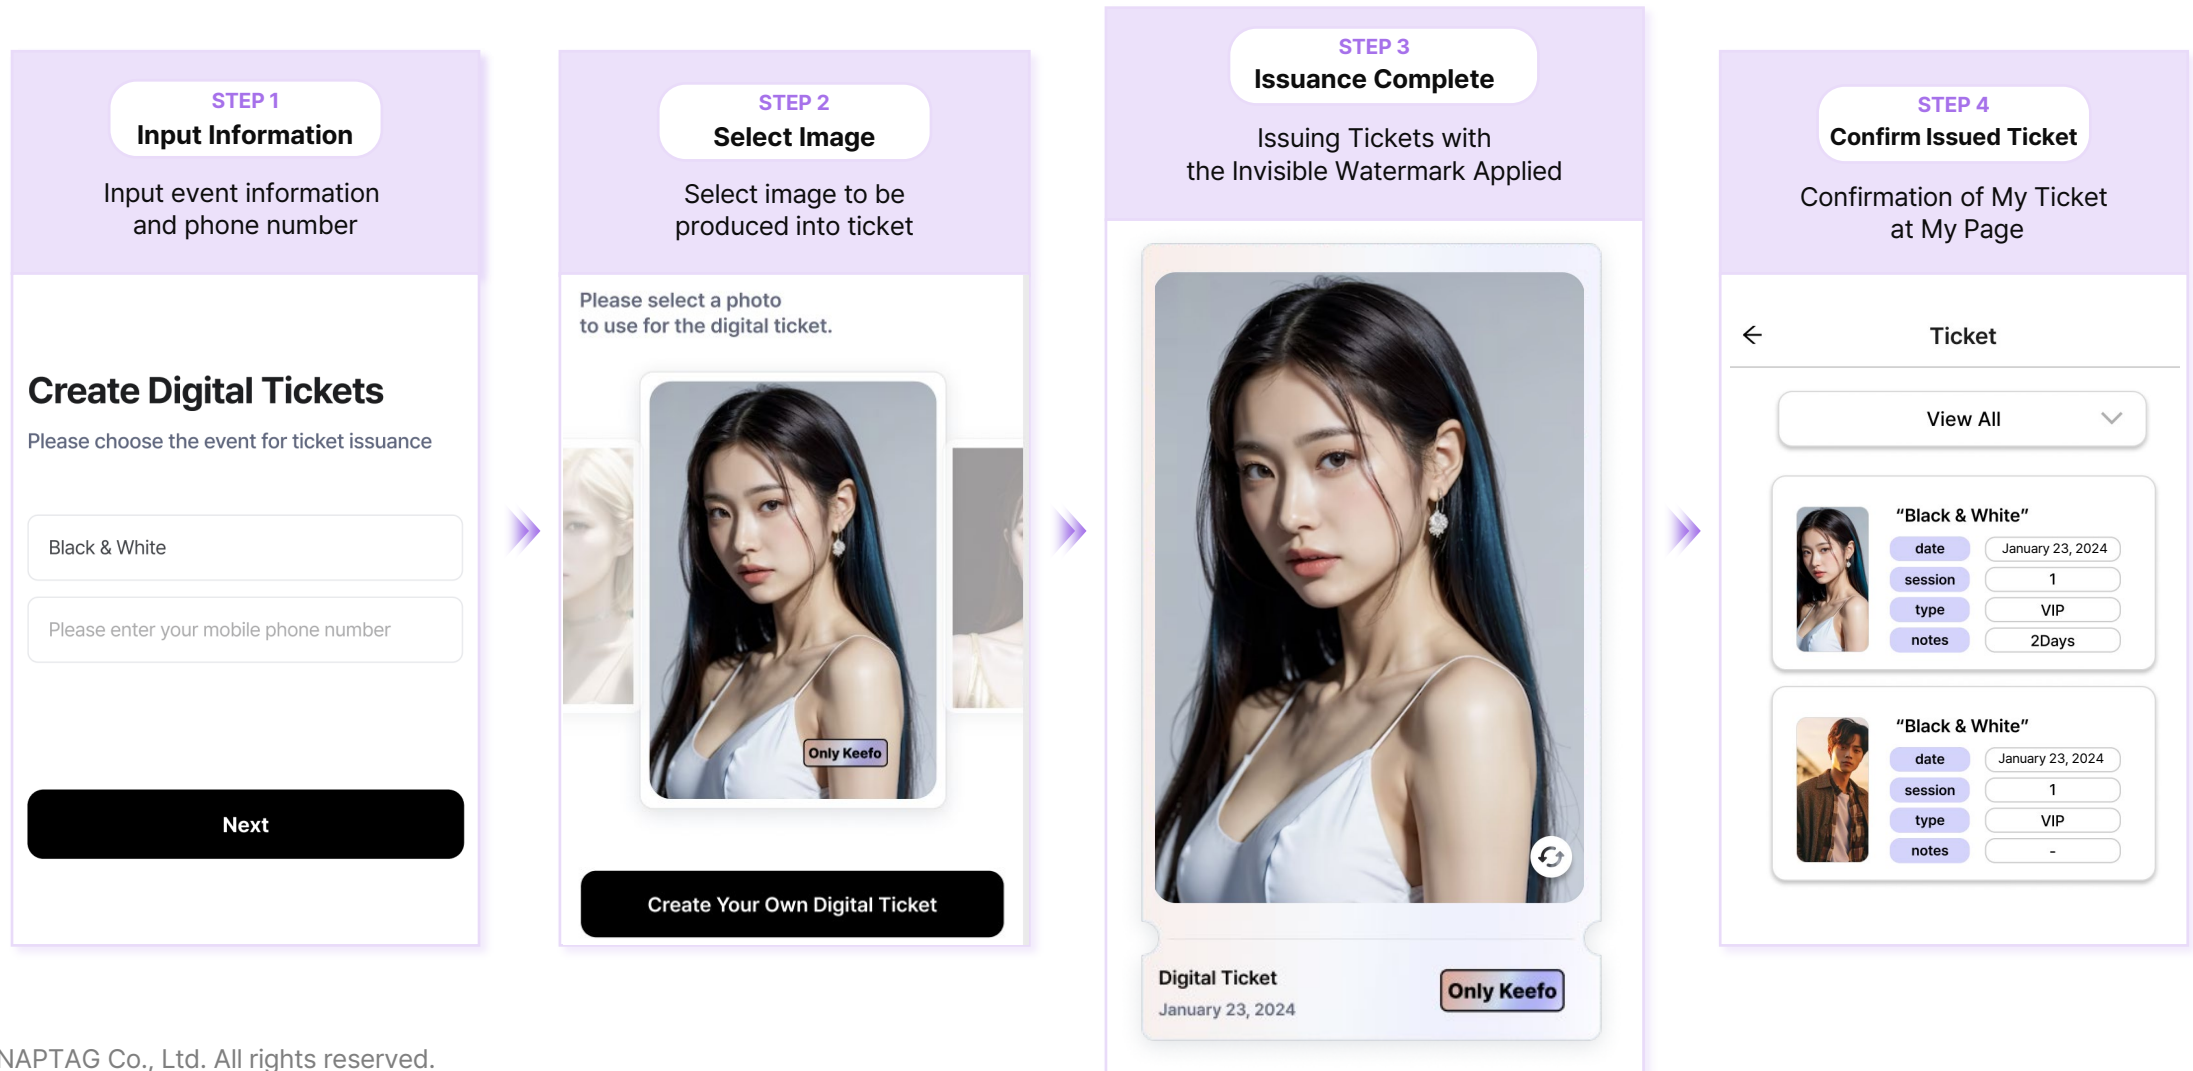 STEP 1
Input Information
Input event information
and phone number
Create Digital Tickets
Please choose the event for ticket issuance
Black & White
Please enter your mobile phone number
Next
STEP 2
Select Image
Select image to be
produced into ticket
Please select a photo
to use for the digital ticket.
Only Keefo
Create Your Own Digital Ticket
STEP 3
Issuance Complete
Issuing Tickets with
the Invisible Watermark Applied
Digital Ticket
January 23, 2024
Only Keefo
STEP 4
Confirm Issued Ticket
Confirmation of My Ticket
at My Page
Ticket
View All
“Black & White”
date January 23, 2024
session 1
type VIP
notes 2Days
“Black & White”
date January 23, 2024
session 1
type VIP
notes -
NAPTAG Co., Ltd. All rights reserved.